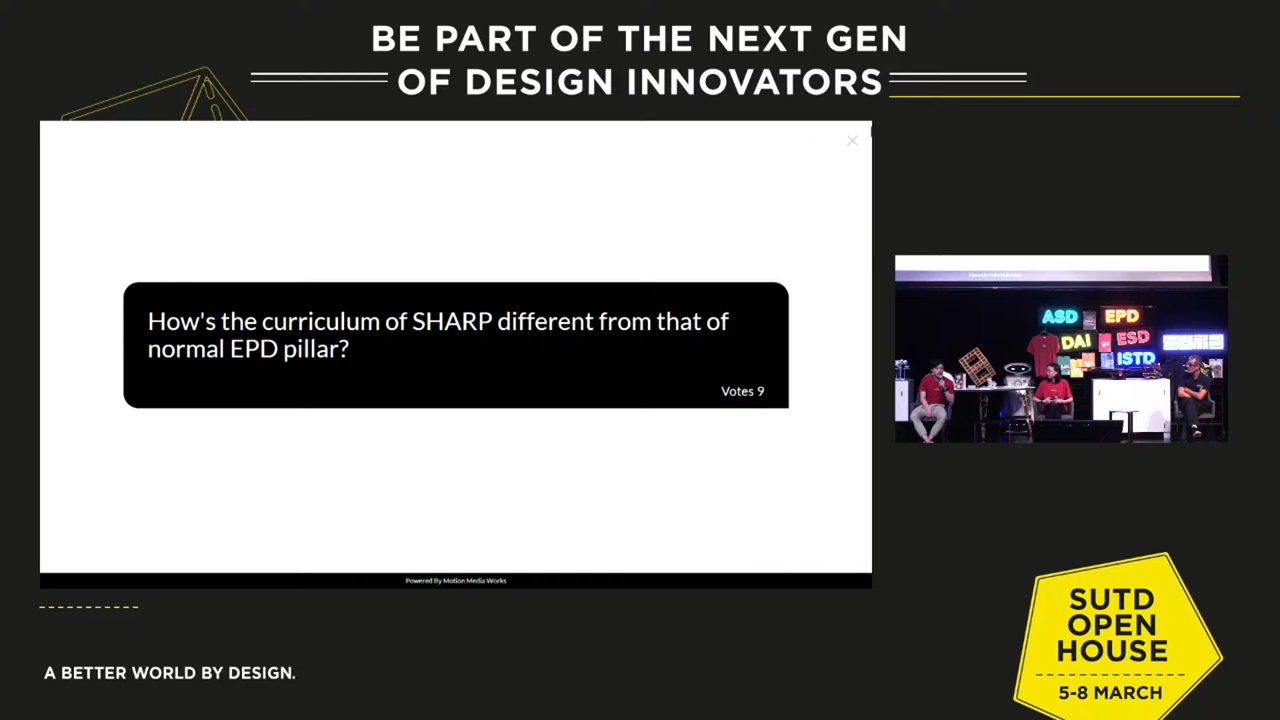 BE PART OF THE NEXT GEN
OF DESIGN INNOVATORS
How's the curriculum of SHARP different from that of
normal EPD pillar?
Votes 9
Powered By Motion Media Works
ASD
EPD
DAI
ESD
ISTD
SUTD
OPEN
HOUSE
5-8 MARCH
A BETTER WORLD BY DESIGN.